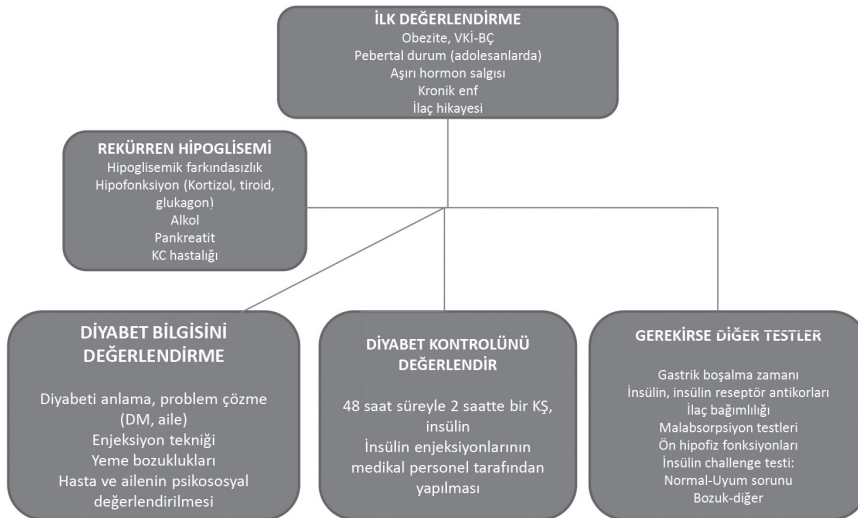 İLK DEĞERLENDİRME
Obezite, VKİ-BÇ
Pebertal durum (adolesanlarda)
Aşırı hormon salgısı
Kronik enf
İlaç hikayesi
REKÜRREN HİPOGLİSEMİ
Hipoglisemik farkındasızlık
Hipofonksiyon (Kortizol, tiroid,
glukagon)
Alkol
Pankreatit
KC hastalığı
DİYABET BİLGİSİNİ
DEĞERLENDİRME
Diyabeti anlama, problem çözme
(DM, aile)
Enjeksiyon tekniği
Yeme bozuklukları
Hasta ve ailenin psikososyal
değerlendirilmesi
DİYABET KONTROLÜNÜ
DEĞERLENDİR
48 saat süreyle 2 saatte bir KŞ,
insülin
İnsülin enjeksiyonlarının
medikal personel tarafından
yapılması
GEREKİRSE DİĞER TESTLER
Gastrik boşalma zamanı
İnsülin, insülin reseptör antikorları
İlaç bağımlılığı
Malabsorpsiyon testleri
Ön hipofiz fonksiyonları
İnsülin challenge testi:
Normal-Uyum sorunu
Bozuk-diğer